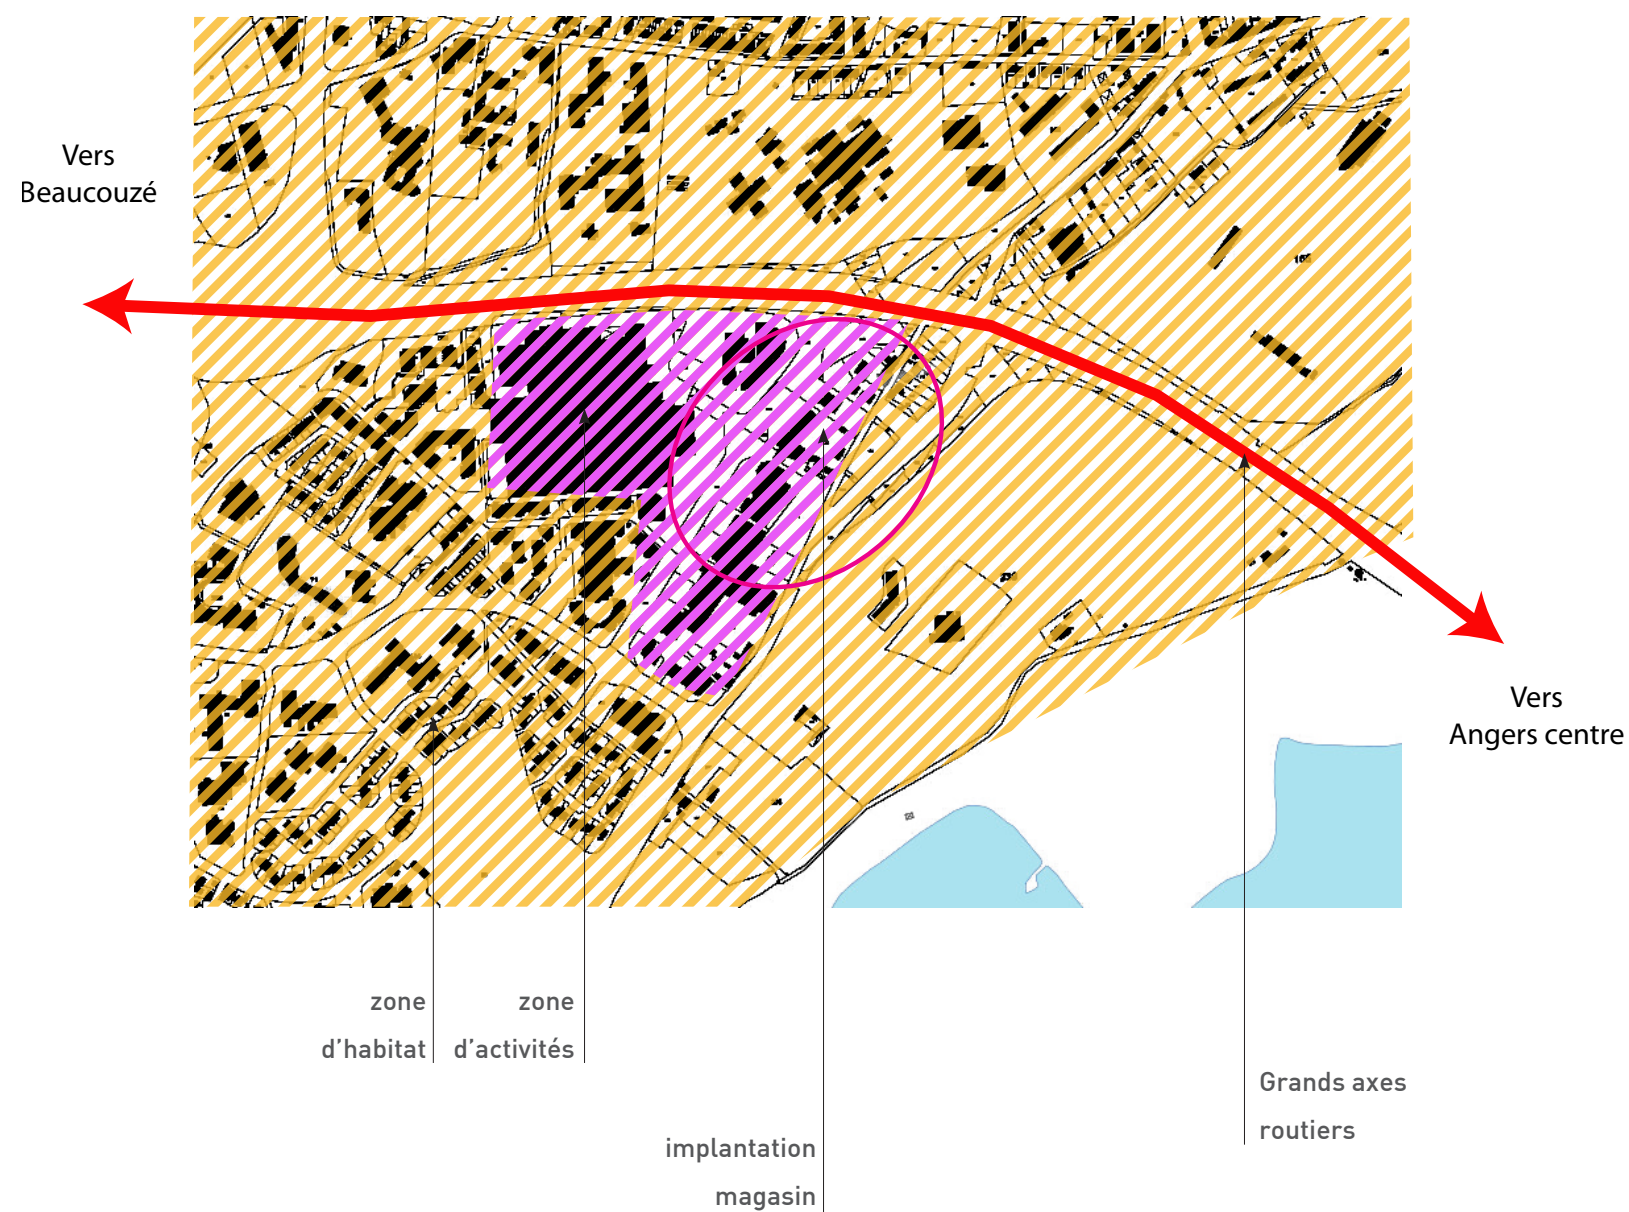 Vers
Beaucouzé
Vers
Angers centre
zone
d'habitat
zone
d'activités
Grands axes
routiers
implantation
magasin